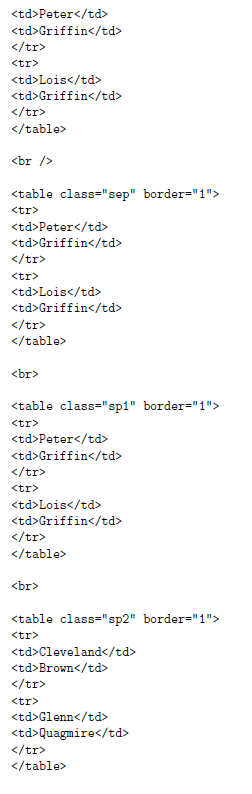 <td>Peter</td>
<td>Griffin</td>
</tr>
<tr>
<td>Lois</td>
<td>Griffin</td>
</tr>
</table>
<br />
<table class="sep" border="1">
<tr>
<td>Peter</td>
<td>Griffin</td>
</tr>
<tr>
<td>Lois</td>
<td>Griffin</td>
</tr>
</table>
<br>
<table class="sp1" border="1">
<tr>
<td>Peter</td>
<td>Griffin</td>
</tr>
<tr>
<td>Lois</td>
<td>Griffin</td>
</tr>
</table>
<br>
<table class="sp2" border="1">
<tr>
<td>Cleveland</td>
<td>Brown</td>
</tr>
<tr>
<td>Glenn</td>
<td>Quagmire</td>
</tr>
</table>